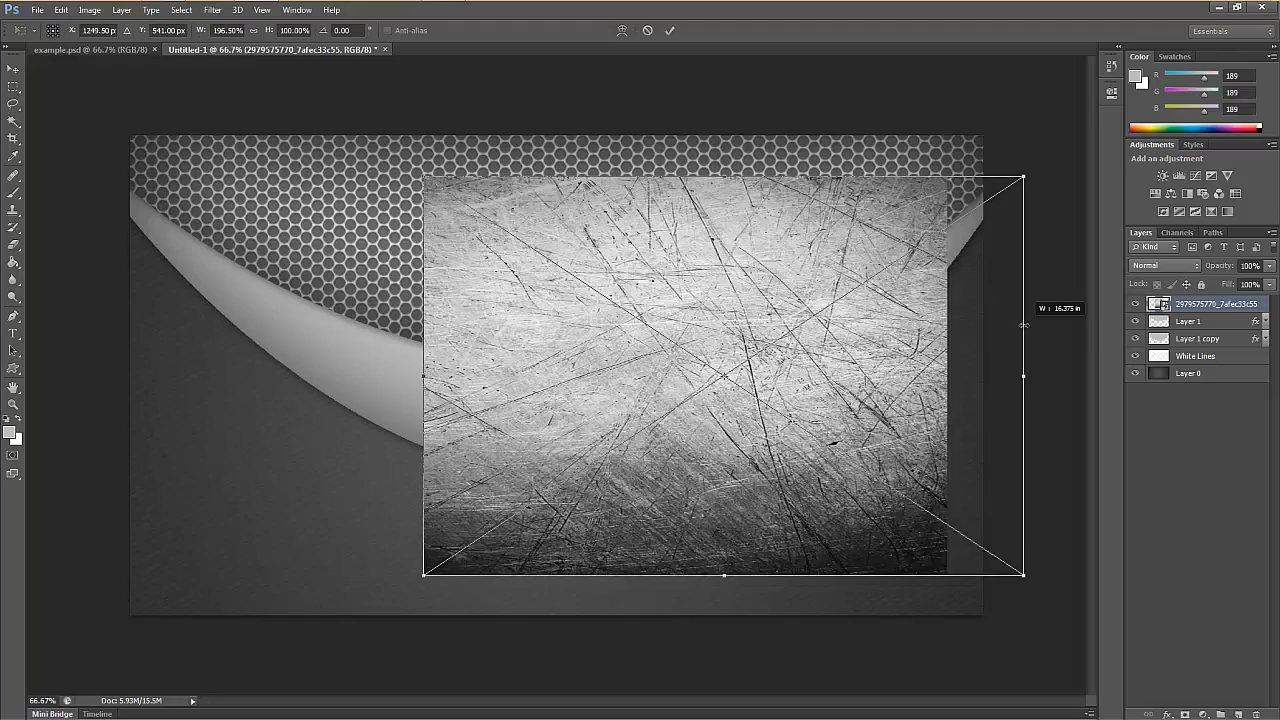 Ps File Edit Image Layer Type Select Filter 3D View Window Help
X: 1249.50 p Y: 541.00 px W: 196.50% H: 100.00% 0.00 ° Anti-alias Essentials
example.psd @ 66.7% (RGB/8) × Untitled-1 @ 66.7% (2979575770_7afec33c55, RGB/8) * ×
Color Swatches
R 189
G 189
B 189
Adjustments Styles
Add an adjustment
Layers Channels Paths
Kind
Normal Opacity: 100%
Lock: Fill: 100%
2979575770_7afec33c55
W : 16.375 in
Layer 1 fx
Layer 1 copy fx
White Lines
Layer 0
66.67% Doc: 5.93M/15.5M
Mini Bridge Timeline
fx